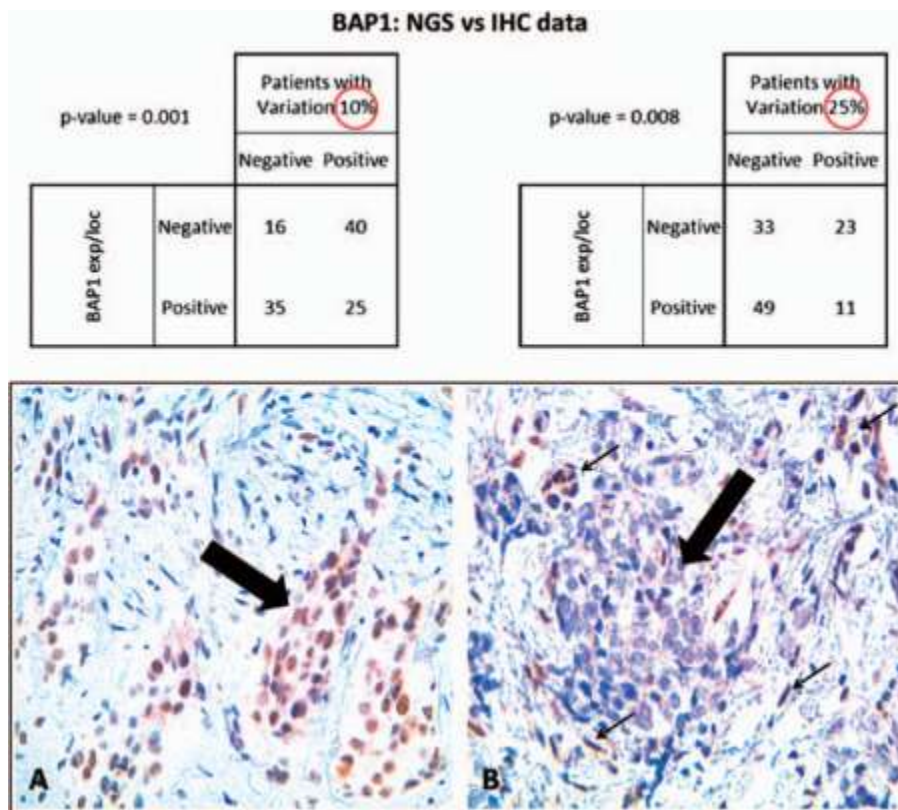 BAP1: NGS vs IHC data
p-value = 0.001
Patients with
Variation 10%
Negative Positive
BAP1 exp/loc
Negative 16 40
Positive 35 25
p-value = 0.008
Patients with
Variation 25%
Negative Positive
BAP1 exp/loc
Negative 33 23
Positive 49 11
A
B